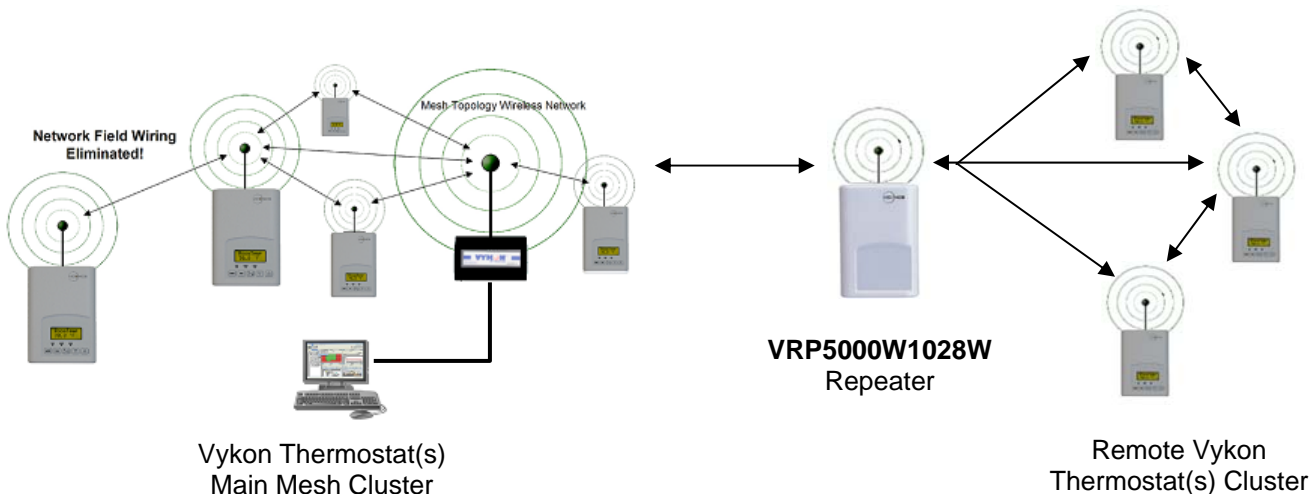 Mesh Topology Wireless Network
Network Field Wiring
Eliminated!
VRP5000W1028W
Repeater
Vykon Thermostat(s)
Main Mesh Cluster
Remote Vykon
Thermostat(s) Cluster